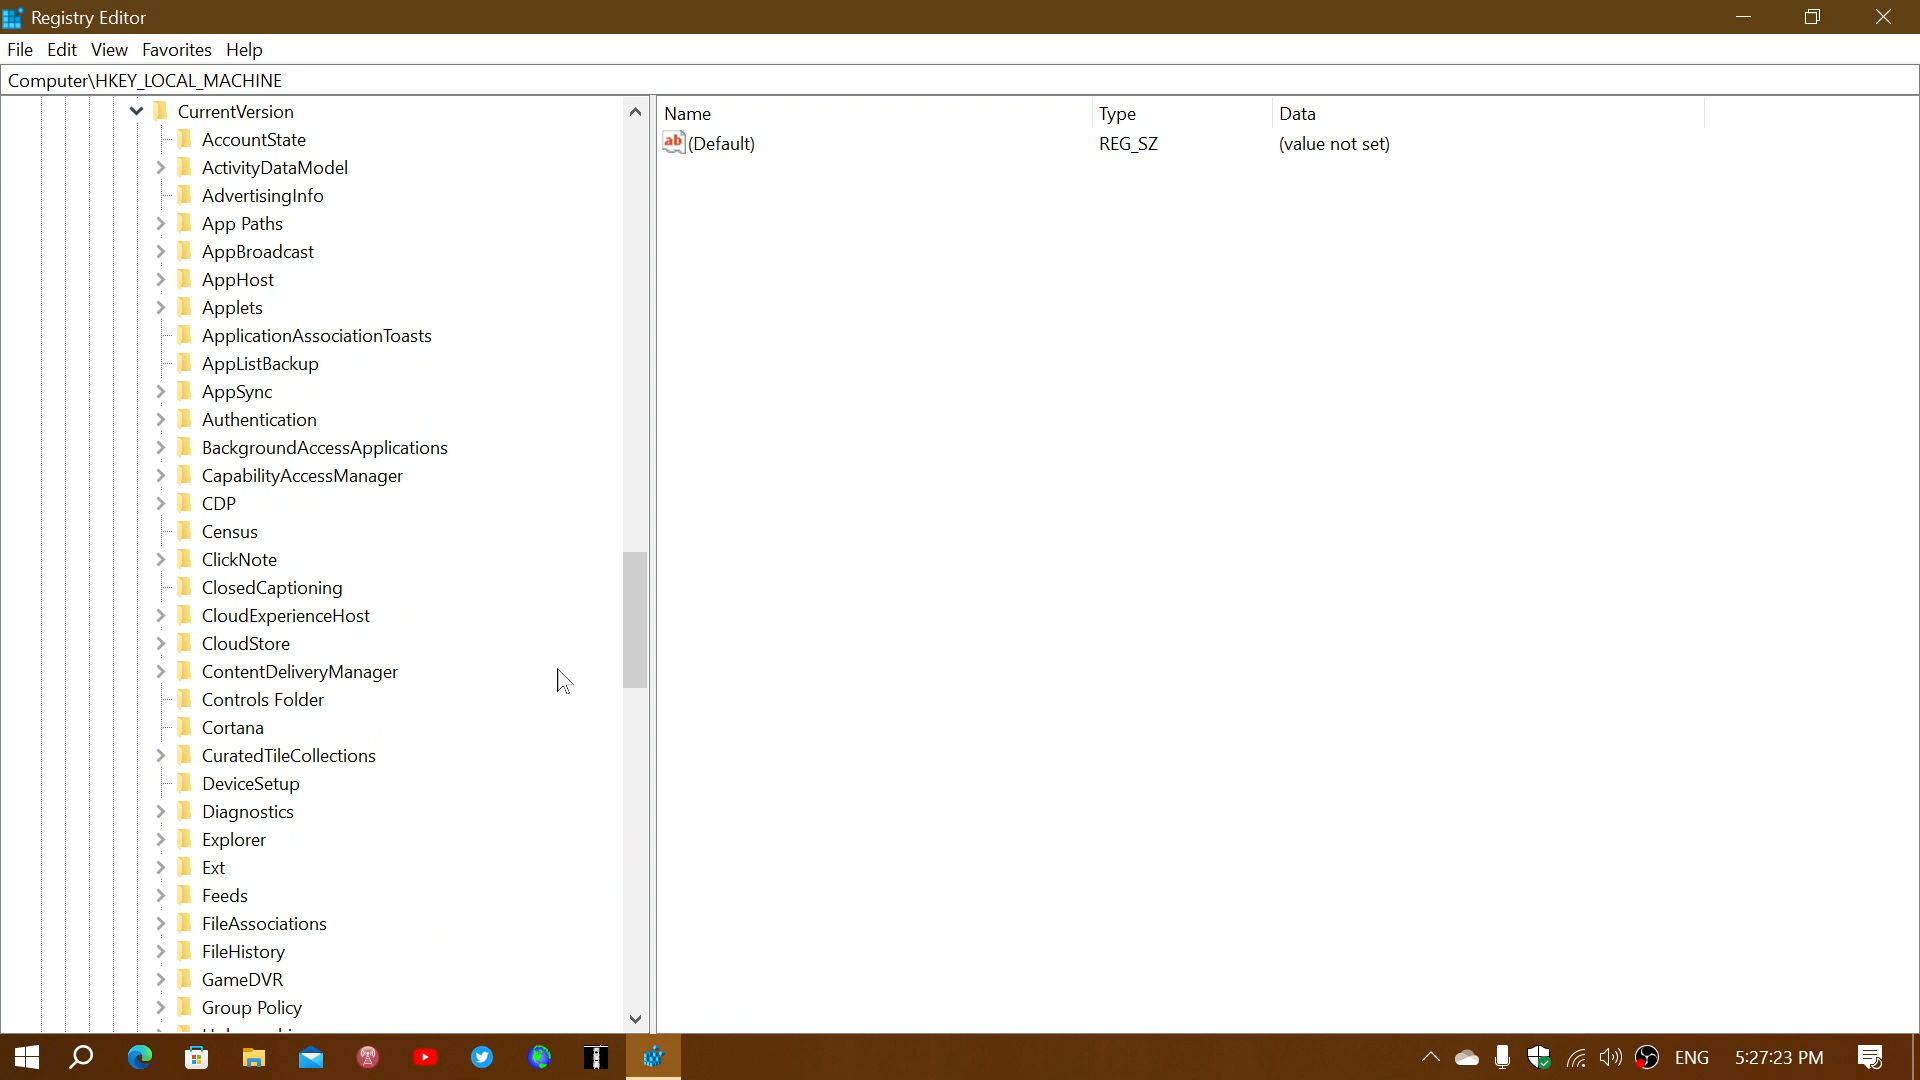 Registry Editor
File Edit View Favorites Help
Computer\HKEY_LOCAL_MACHINE
CurrentVersion
AccountState
ActivityDataModel
AdvertisingInfo
App Paths
AppBroadcast
AppHost
Applets
ApplicationAssociationToasts
AppListBackup
AppSync
Authentication
BackgroundAccessApplications
CapabilityAccessManager
CDP
Census
ClickNote
ClosedCaptioning
CloudExperienceHost
CloudStore
ContentDeliveryManager
Controls Folder
Cortana
CuratedTileCollections
DeviceSetup
Diagnostics
Explorer
Ext
Feeds
FileAssociations
FileHistory
GameDVR
Group Policy
Name Type Data
ab (Default) REG_SZ (value not set)
ENG 5:27:23 PM